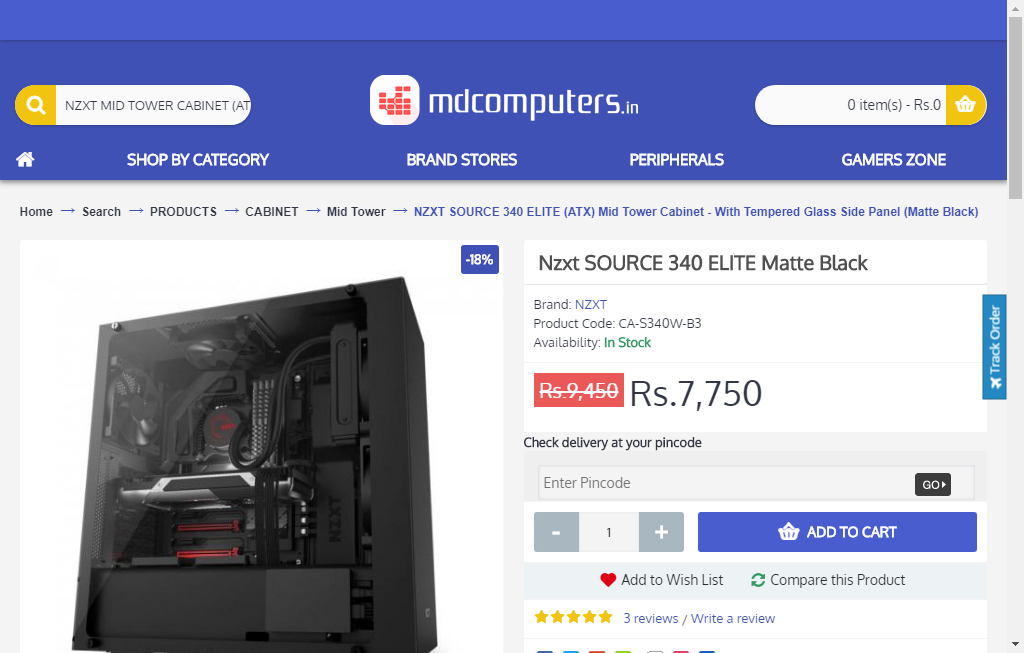 NZXT MID TOWER CABINET (AT
mdcomputers.in
0 item(s) - Rs.0
SHOP BY CATEGORY
BRAND STORES
PERIPHERALS
GAMERS ZONE
Home → Search → PRODUCTS → CABINET → Mid Tower → NZXT SOURCE 340 ELITE (ATX) Mid Tower Cabinet - With Tempered Glass Side Panel (Matte Black)
-18%
NZXT
Nzxt SOURCE 340 ELITE Matte Black
Brand: NZXT
Product Code: CA-S340W-B3
Availability: In Stock
Rs.9,450 Rs.7,750
Check delivery at your pincode
Enter Pincode
GO
- 1 +
ADD TO CART
Add to Wish List
Compare this Product
3 reviews / Write a review
Track Order